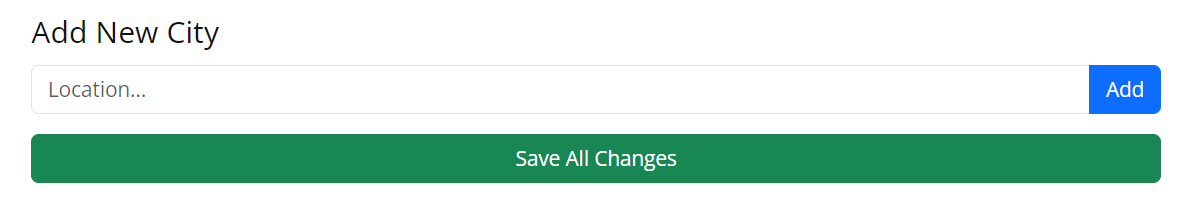 Add New City
Location...
Add
Save All Changes